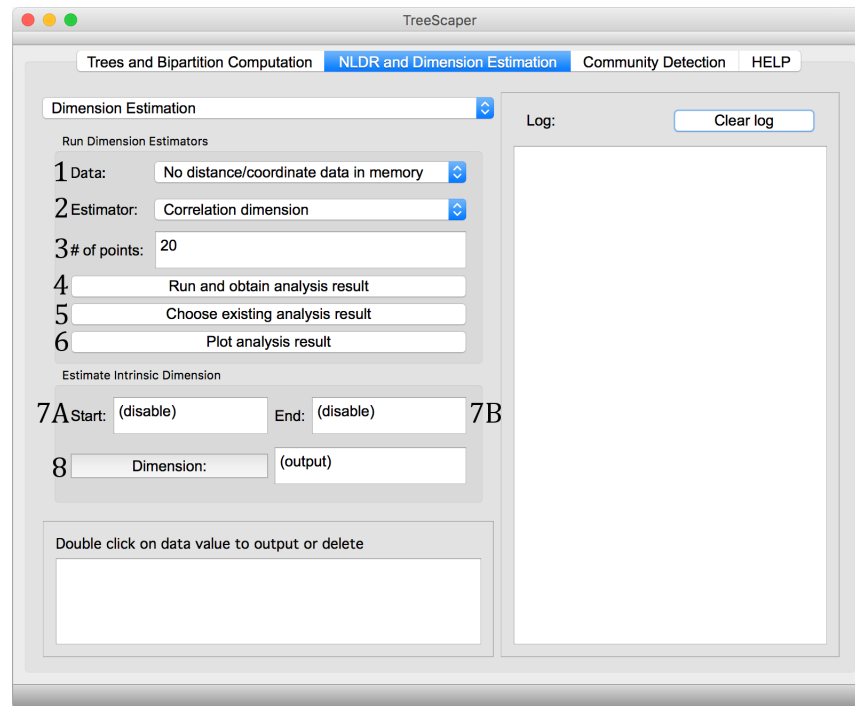 TreeScaper
Trees and Bipartition Computation NLDR and Dimension Estimation Community Detection HELP
Dimension Estimation
Run Dimension Estimators
1 Data: No distance/coordinate data in memory
2 Estimator: Correlation dimension
3 # of points: 20
4 Run and obtain analysis result
5 Choose existing analysis result
6 Plot analysis result
Estimate Intrinsic Dimension
7A Start: (disable) End: (disable) 7B
8 Dimension: (output)
Double click on data value to output or delete
Log: Clear log